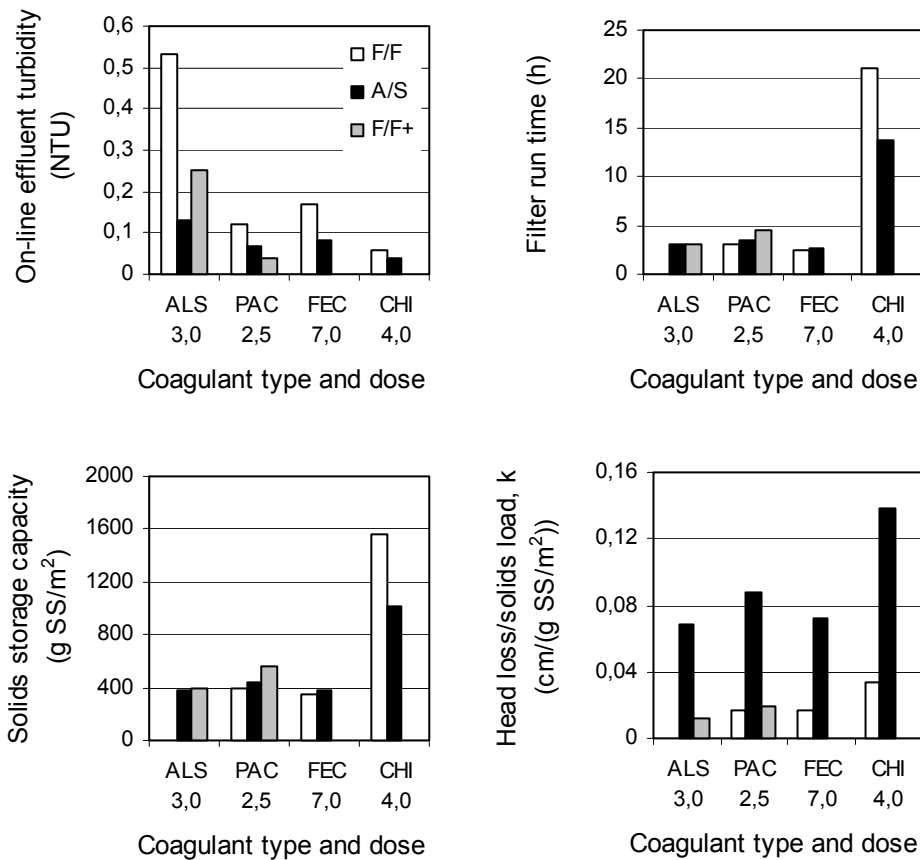 On-line effluent turbidity
(NTU)
0,6
0,5
0,4
0,3
0,2
0,1
0
F/F
A/S
F/F+
ALS PAC FEC CHI
3,0 2,5 7,0 4,0
Coagulant type and dose
Filter run time (h)
25
20
15
10
5
0
ALS PAC FEC CHI
3,0 2,5 7,0 4,0
Coagulant type and dose
Solids storage capacity
(g SS/m²)
2000
1600
1200
800
400
0
ALS PAC FEC CHI
3,0 2,5 7,0 4,0
Coagulant type and dose
Head loss/solids load, k
(cm/(g SS/m²))
0,16
0,12
0,08
0,04
0
ALS PAC FEC CHI
3,0 2,5 7,0 4,0
Coagulant type and dose